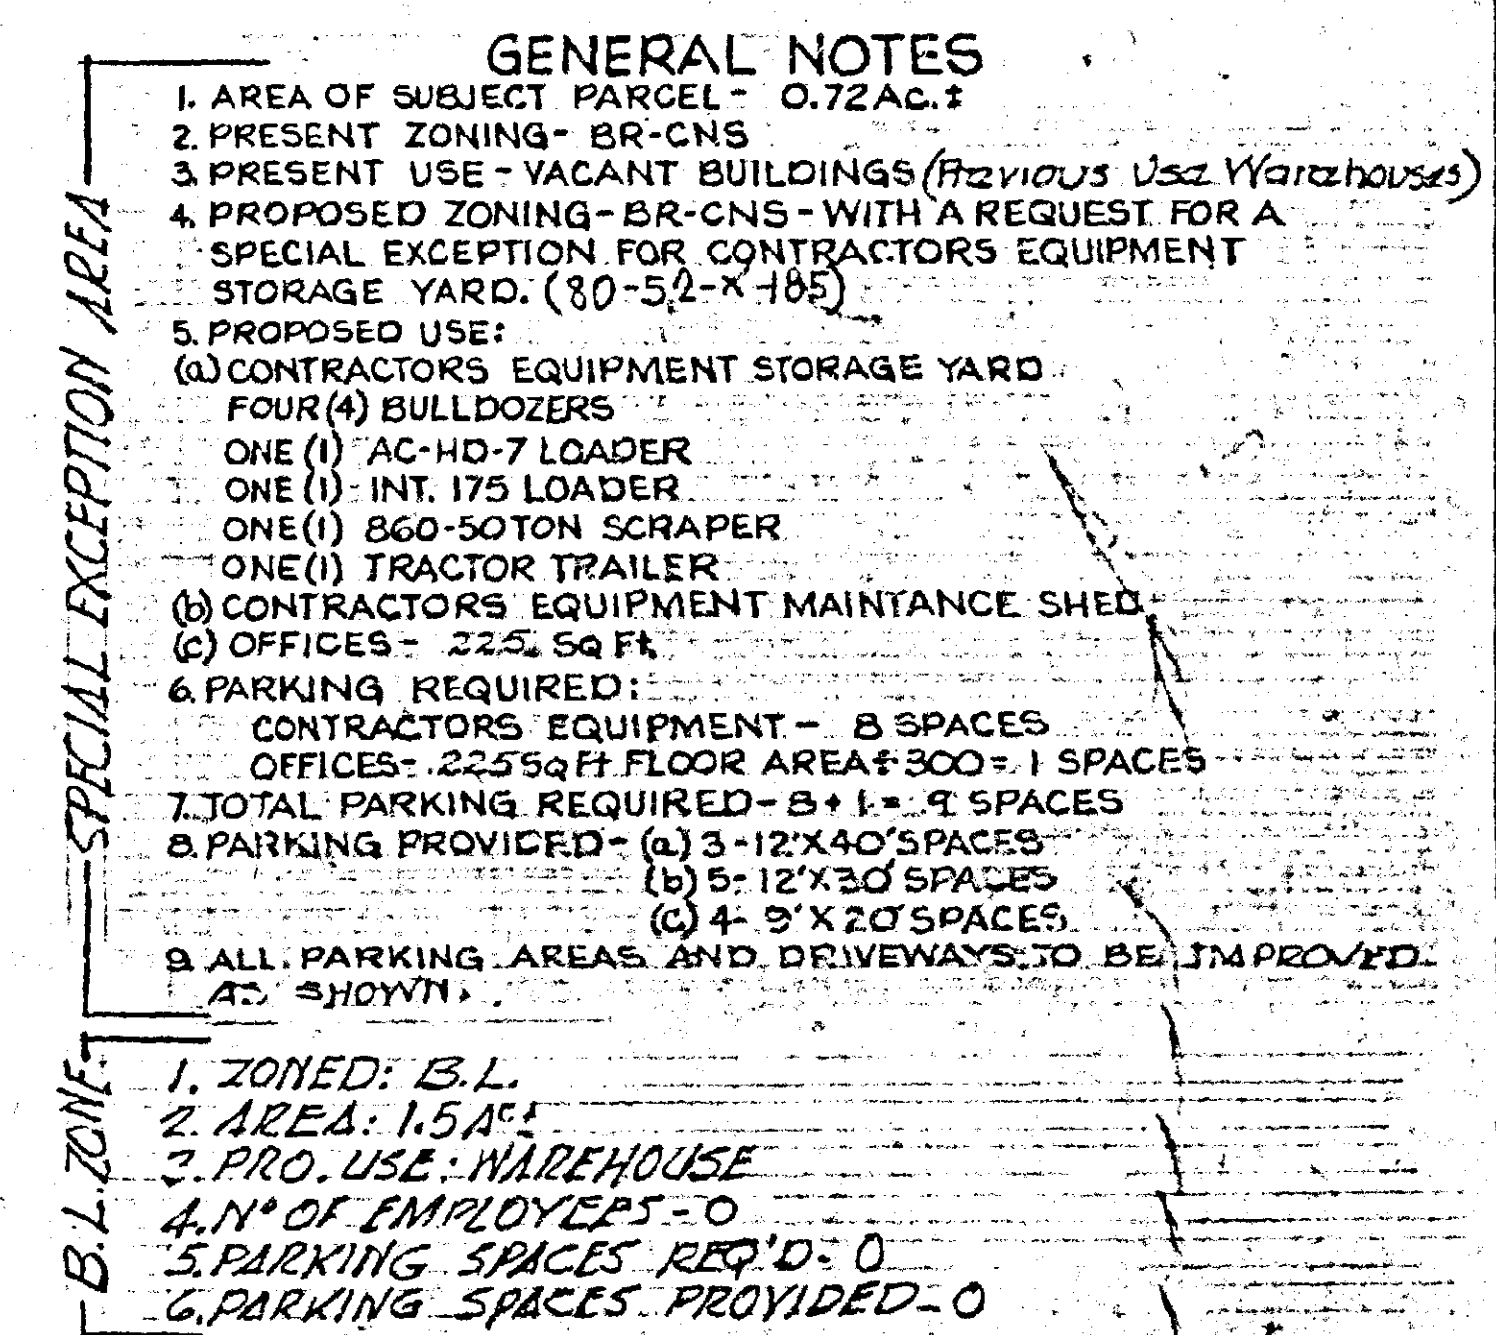 GENERAL NOTES
1. AREA OF SUBJECT PARCEL - 0.72 AC.±
2. PRESENT ZONING - BR-CNS
3. PRESENT USE - VACANT BUILDINGS (Previous Use Warehouses)
4. PROPOSED ZONING - BR-CNS - WITH A REQUEST FOR A
SPECIAL EXCEPTION FOR CONTRACTORS EQUIPMENT
STORAGE YARD. (80-52-X-185)
5. PROPOSED USE:
(a) CONTRACTORS EQUIPMENT STORAGE YARD
FOUR (4) BULLDOZERS
ONE (1) AC-HD-7 LOADER
ONE (1) - INT. 175 LOADER
ONE (1) 860-50 TON SCRAPER
ONE (1) TRACTOR TRAILER
(b) CONTRACTORS EQUIPMENT MAINTANCE SHED
(c) OFFICES - 225 SQ Ft
6. PARKING REQUIRED:
CONTRACTORS EQUIPMENT - 8 SPACES
OFFICES - 225 SQ Ft FLOOR AREA ÷ 300 = 1 SPACES
7. TOTAL PARKING REQUIRED - 8 + 1 = 9 SPACES
8. PARKING PROVIDED - (a) 3 - 12' X 40' SPACES
(b) 5 - 12' X 30' SPACES
(c) 4 - 9' X 20' SPACES
9. ALL PARKING AREAS AND DRIVEWAYS TO BE IMPROVED
AS SHOWN.
SPECIAL EXCEPTION AREA
1. ZONED: B.L.
2. AREA: 1.5 Ac±
3. PRO. USE: WAREHOUSE
4. Nº OF EMPLOYEES - 0
5. PARKING SPACES REQ'D - 0
6. PARKING SPACES PROVIDED - 0
B.L. ZONE